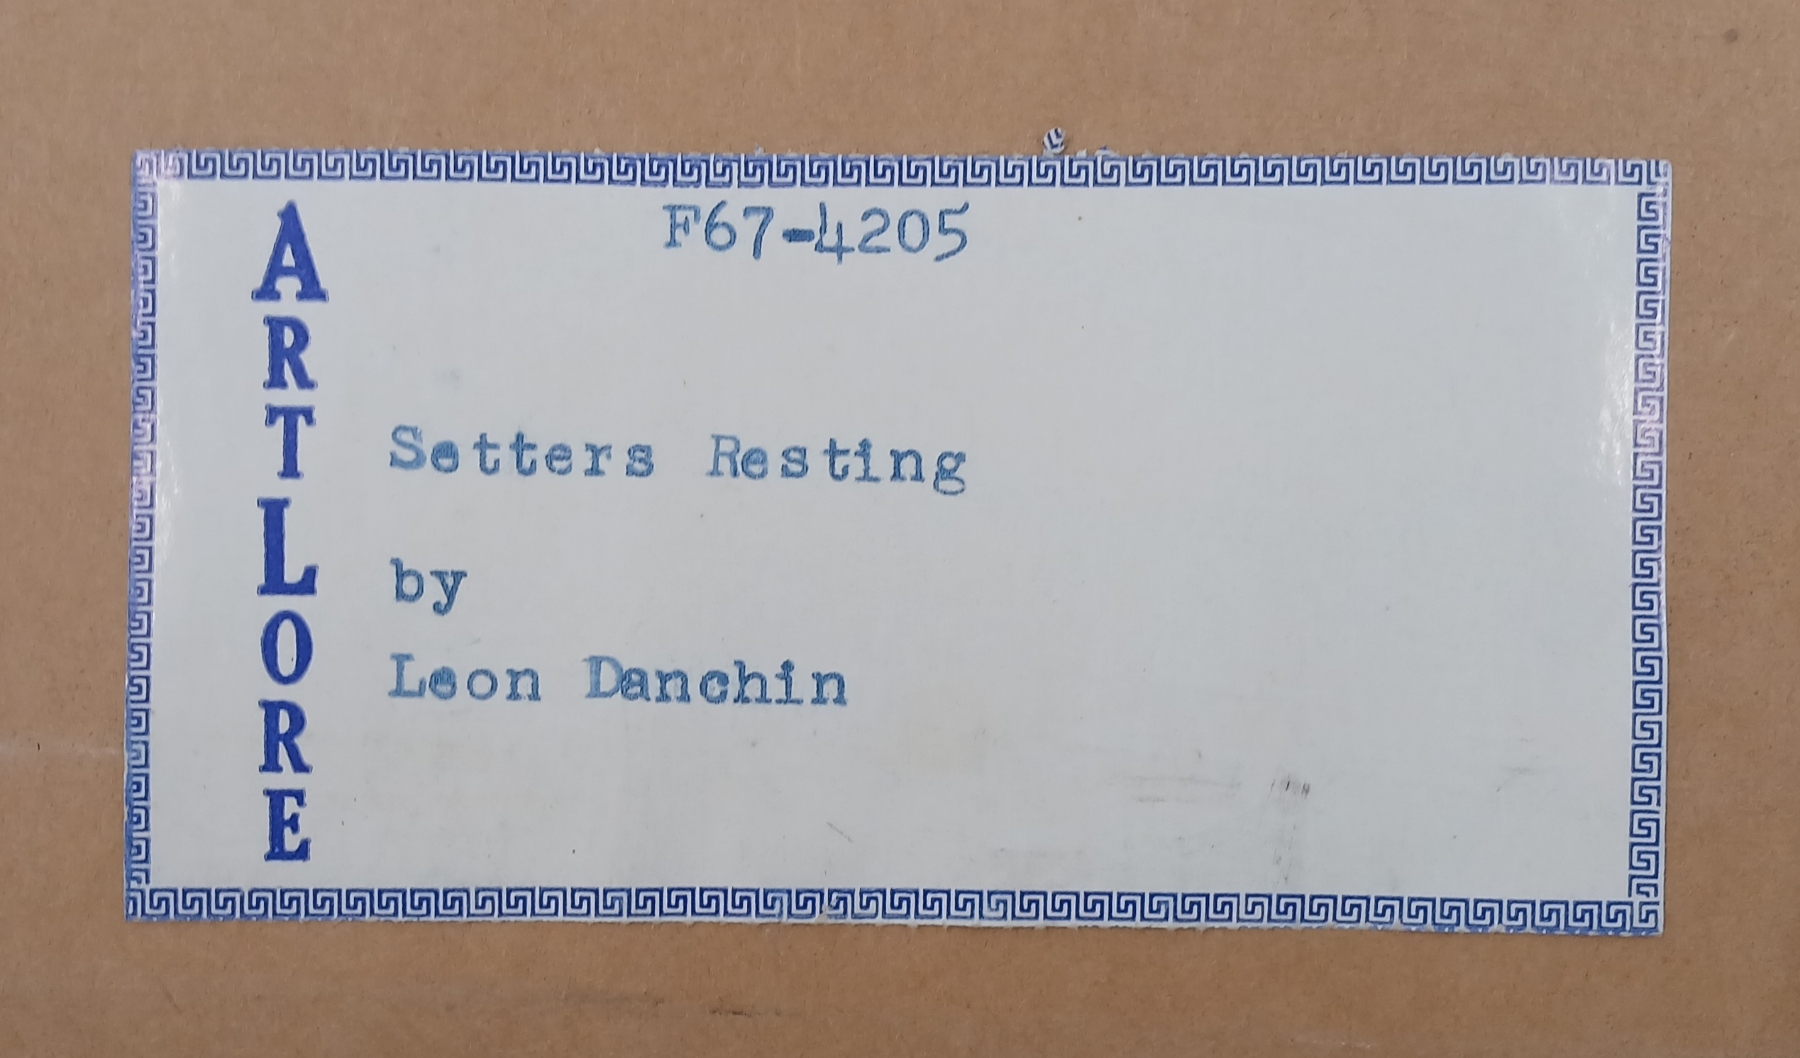 ARTLORE
F67-4205
Setters Resting
by
Leon Danchin